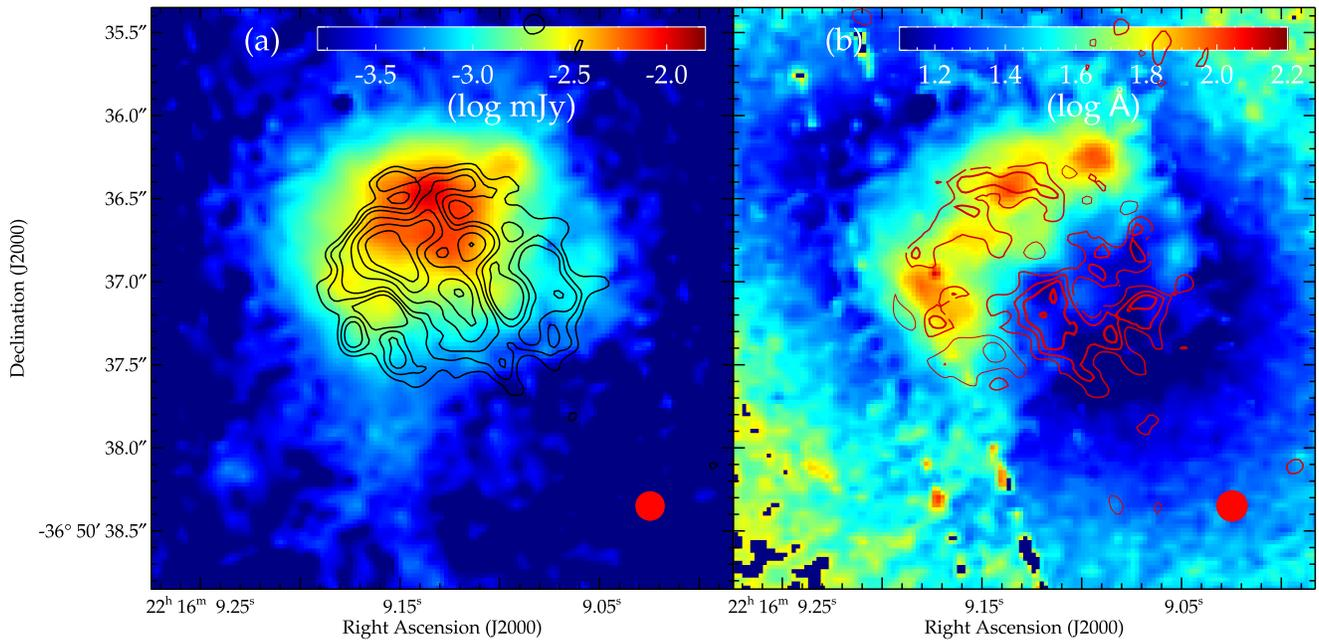 (a)
-3.5 -3.0 -2.5 -2.0
(log mJy)
(b)
1.2 1.4 1.6 1.8 2.0 2.2
(log Å)
Declination (J2000)
35.5″
36.0″
36.5″
37.0″
37.5″
38.0″
-36° 50′ 38.5″
22ʰ 16ᵐ 9.25ˢ 9.15ˢ 9.05ˢ
Right Ascension (J2000)
22ʰ 16ᵐ 9.25ˢ 9.15ˢ 9.05ˢ
Right Ascension (J2000)